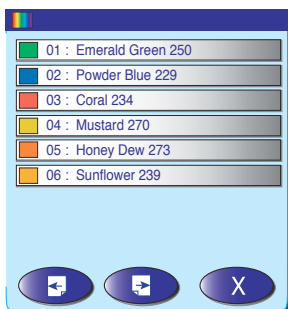 01 : Emerald Green 250
02 : Powder Blue 229
03 : Coral 234
04 : Mustard 270
05 : Honey Dew 273
06 : Sunflower 239
X